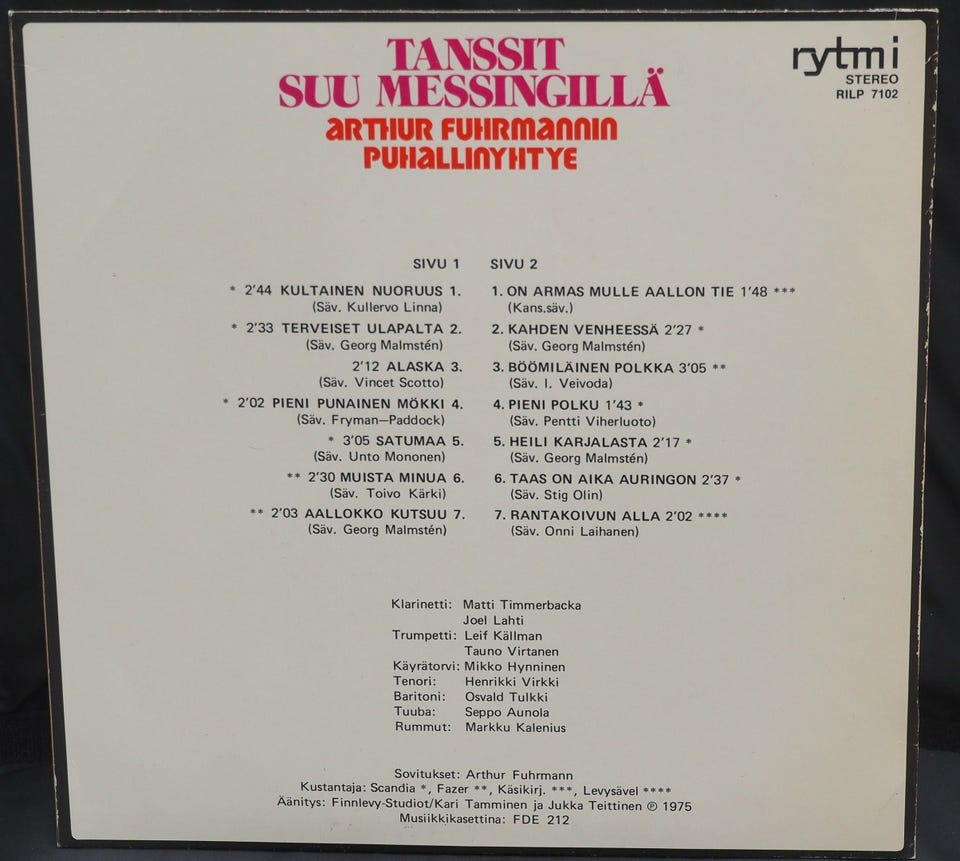 TANSSIT
SUU MESSINGILLÄ
ARTHUR FUHRMANNIN
PUHALLINYHTYE
rytmi
STEREO
RILP 7102
SIVU 1
* 2'44 KULTAINEN NUORUUS 1.
(Säv. Kullervo Linna)
* 2'33 TERVEISET ULAPALTA 2.
(Säv. Georg Malmstén)
2'12 ALASKA 3.
(Säv. Vincet Scotto)
* 2'02 PIENI PUNAINEN MÖKKI 4.
(Säv. Fryman—Paddock)
* 3'05 SATUMAA 5.
(Säv. Unto Mononen)
** 2'30 MUISTA MINUA 6.
(Säv. Toivo Kärki)
** 2'03 AALLOKKO KUTSUU 7.
(Säv. Georg Malmstén)
SIVU 2
1. ON ARMAS MULLE AALLON TIE 1'48 ***
(Kans.säv.)
2. KAHDEN VENHEESSÄ 2'27 *
(Säv. Georg Malmstén)
3. BÖÖMILÄINEN POLKKA 3'05 **
(Säv. I. Veivoda)
4. PIENI POLKU 1'43 *
(Säv. Pentti Viherluoto)
5. HEILI KARJALASTA 2'17 *
(Säv. Georg Malmstén)
6. TAAS ON AIKA AURINGON 2'37 *
(Säv. Stig Olin)
7. RANTAKOIVUN ALLA 2'02 ****
(Säv. Onni Laihanen)
Klarinetti: Matti Timmerbacka
Joel Lahti
Trumpetti: Leif Källman
Tauno Virtanen
Käyrätorvi: Mikko Hynninen
Tenori: Henrikki Virkki
Baritoni: Osvald Tulkki
Tuuba: Seppo Aunola
Rummut: Markku Kalenius
Sovitukset: Arthur Fuhrmann
Kustantaja: Scandia *, Fazer **, Käsikirj. ***, Levysävel ****
Äänitys: Finnlevy-Studiot/Kari Tamminen ja Jukka Teittinen ℗ 1975
Musiikkikasettina: FDE 212